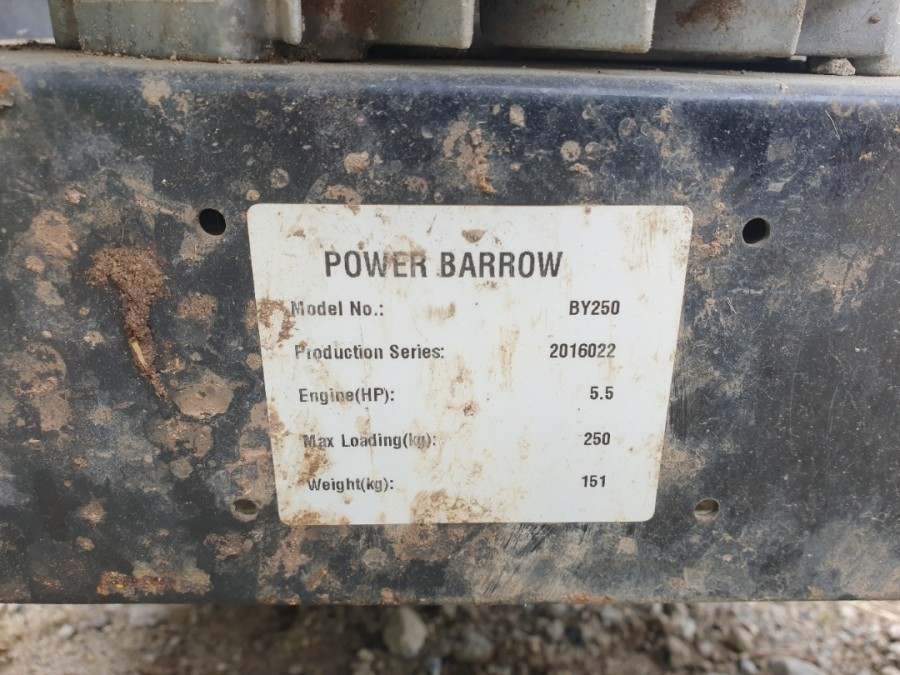 POWER BARROW
Model No.: BY250
Production Series: 2016022
Engine(HP): 5.5
Max Loading(kg): 250
Weight(kg): 151